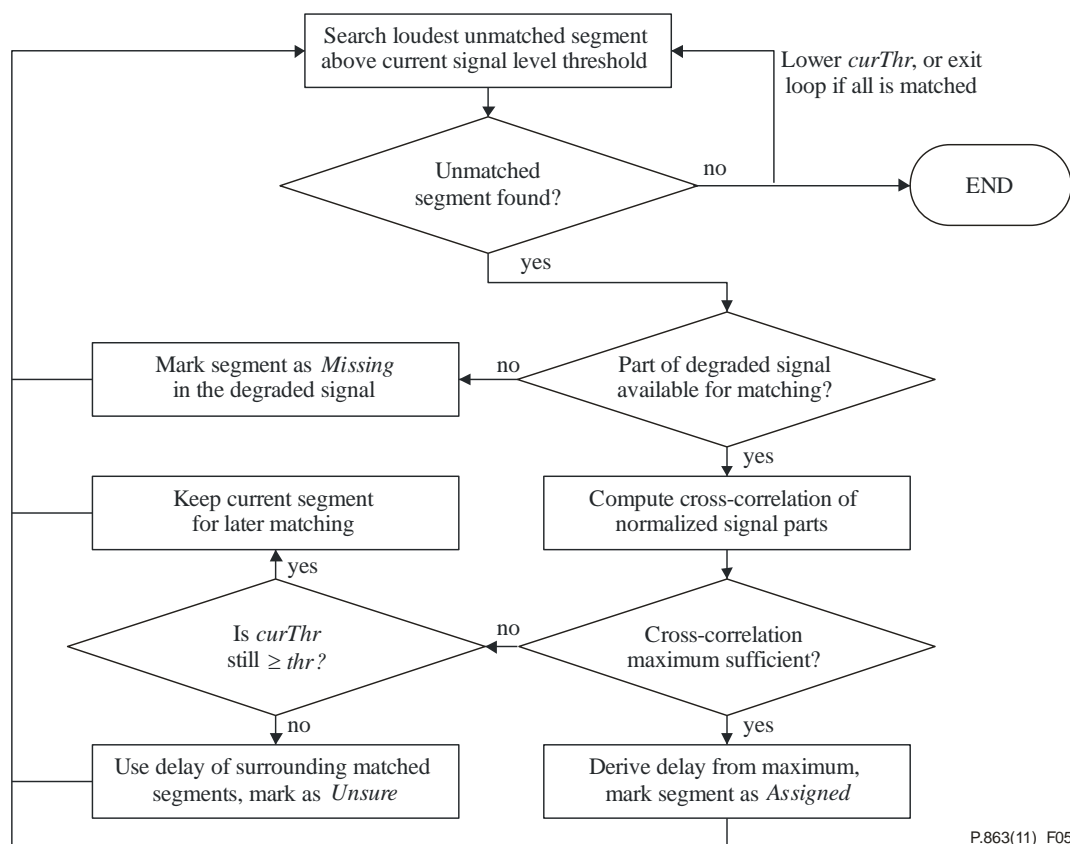 Search loudest unmatched segment
above current signal level threshold
Lower curThr, or exit
loop if all is matched
Unmatched
segment found?
no
END
yes
Mark segment as Missing
in the degraded signal
no
Part of degraded signal
available for matching?
yes
Keep current segment
for later matching
Compute cross-correlation of
normalized signal parts
yes
Is curThr
still ≥ thr?
no
Cross-correlation
maximum sufficient?
no
yes
Use delay of surrounding matched
segments, mark as Unsure
Derive delay from maximum,
mark segment as Assigned
P.863(11)_F05